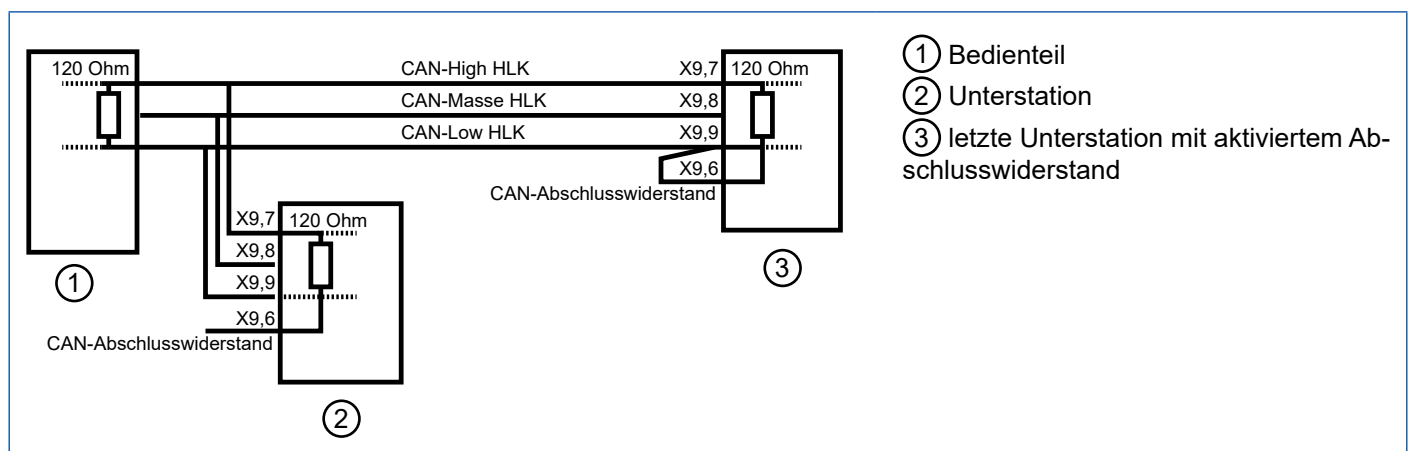 120 Ohm
CAN-High HLK
X9,7
120 Ohm
CAN-Masse HLK
X9,8
CAN-Low HLK
X9,9
X9,6
CAN-Abschlusswiderstand
X9,7
120 Ohm
X9,8
X9,9
X9,6
CAN-Abschlusswiderstand
1
2
3
1 Bedienteil
2 Unterstation
3 letzte Unterstation mit aktiviertem Ab-
schlusswiderstand